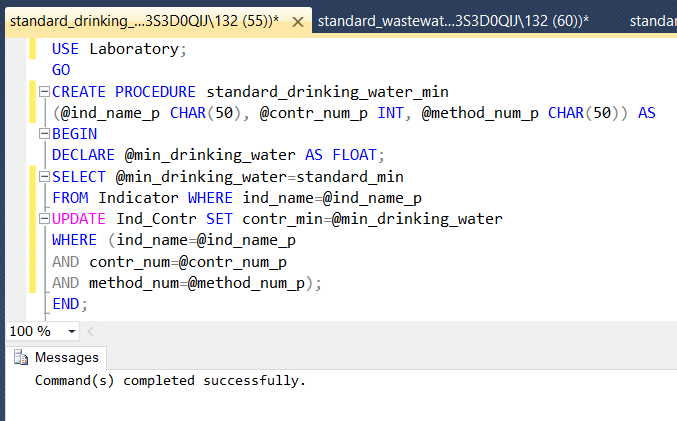 standard_drinking_...3S3D0QIJ\132 (55))* standard_wastewat...3S3D0QIJ\132 (60))* standar
USE Laboratory;
GO
CREATE PROCEDURE standard_drinking_water_min
(@ind_name_p CHAR(50), @contr_num_p INT, @method_num_p CHAR(50)) AS
BEGIN
DECLARE @min_drinking_water AS FLOAT;
SELECT @min_drinking_water=standard_min
FROM Indicator WHERE ind_name=@ind_name_p
UPDATE Ind_Contr SET contr_min=@min_drinking_water
WHERE (ind_name=@ind_name_p
AND contr_num=@contr_num_p
AND method_num=@method_num_p);
END;
100 %
Messages
Command(s) completed successfully.